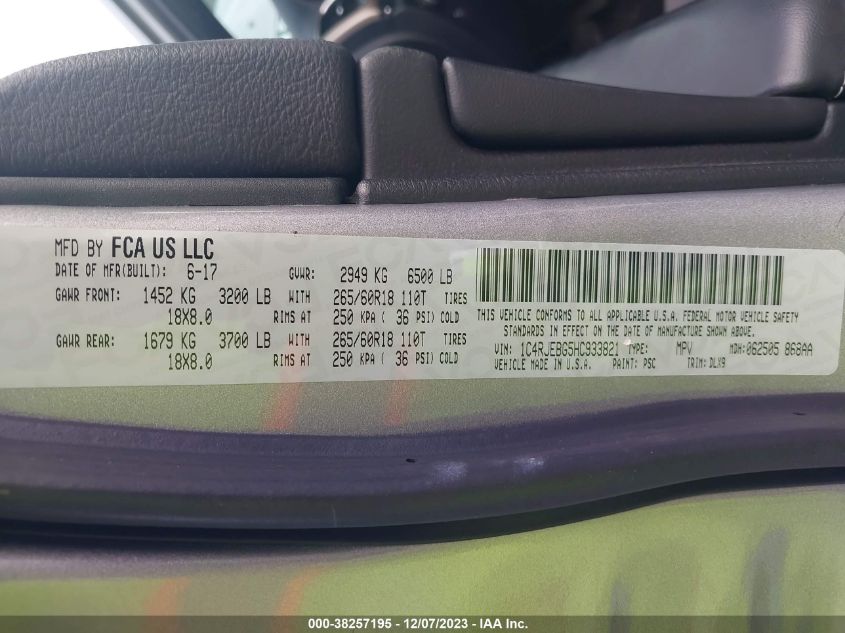 MFD BY FCA US LLC
DATE OF MFR(BUILT): 6-17 GVWR: 2949 KG 6500 LB
GAWR FRONT: 1452 KG 3200 LB WITH 265/60R18 110T TIRES
18X8.0 RIMS AT 250 KPA ( 36 PSI) COLD
GAWR REAR: 1679 KG 3700 LB WITH 265/60R18 110T TIRES
18X8.0 RIMS AT 250 KPA ( 36 PSI) COLD
THIS VEHICLE CONFORMS TO ALL APPLICABLE U.S.A. FEDERAL MOTOR VEHICLE SAFETY
STANDARDS IN EFFECT ON THE DATE OF MANUFACTURE SHOWN ABOVE.
VIN: 1C4RJEBG5HC933821 TYPE: MPV MDH: 062505 868AA
VEHICLE MADE IN U.S.A. PAINT: PSC TRIM: DLX9
000-38257195 - 12/07/2023 - IAA Inc.